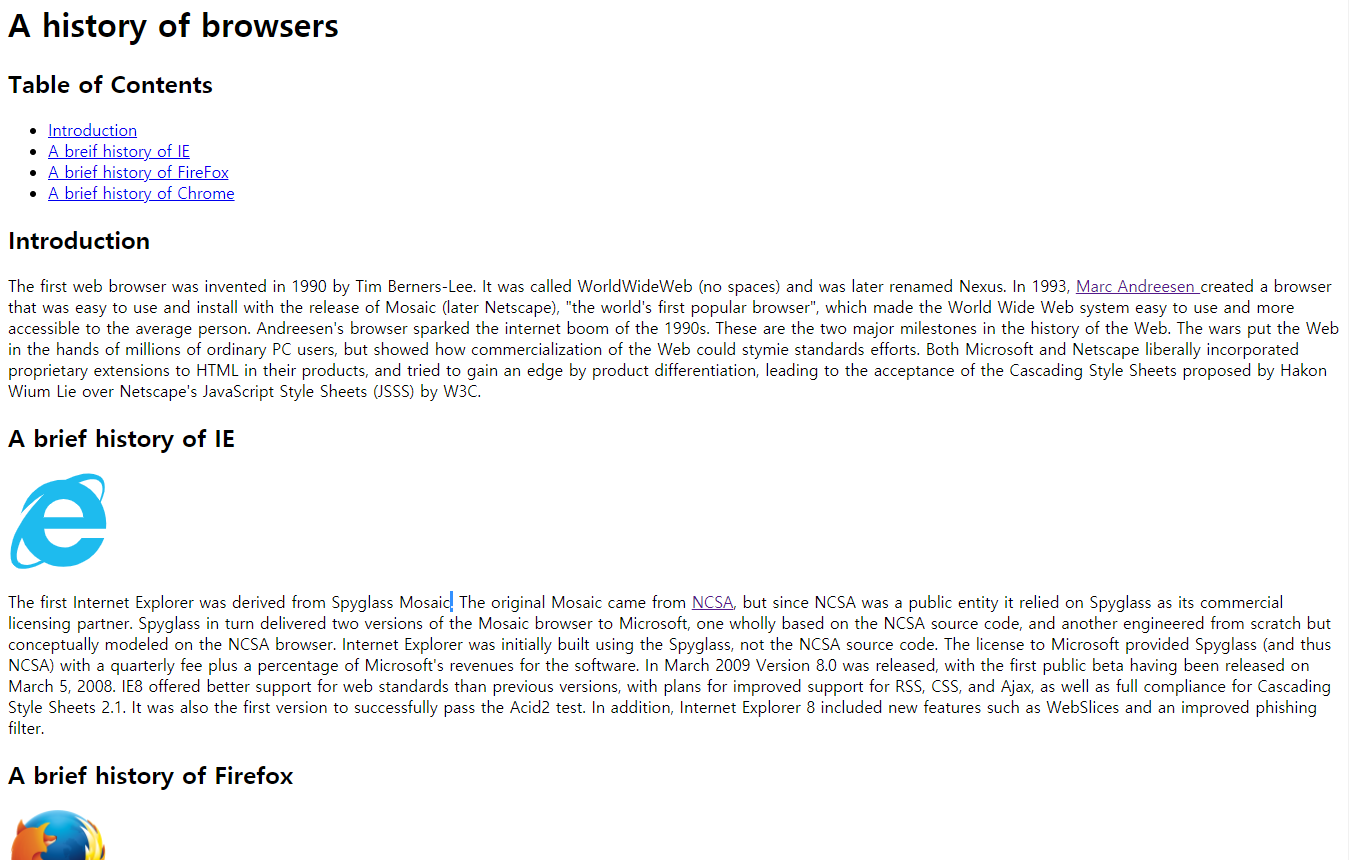 A history of browsers
Table of Contents
Introduction
A breif history of IE
A brief history of FireFox
A brief history of Chrome
Introduction
The first web browser was invented in 1990 by Tim Berners-Lee. It was called WorldWideWeb (no spaces) and was later renamed Nexus. In 1993, Marc Andreesen created a browser
that was easy to use and install with the release of Mosaic (later Netscape), "the world's first popular browser", which made the World Wide Web system easy to use and more
accessible to the average person. Andreesen's browser sparked the internet boom of the 1990s. These are the two major milestones in the history of the Web. The wars put the Web
in the hands of millions of ordinary PC users, but showed how commercialization of the Web could stymie standards efforts. Both Microsoft and Netscape liberally incorporated
proprietary extensions to HTML in their products, and tried to gain an edge by product differentiation, leading to the acceptance of the Cascading Style Sheets proposed by Hakon
Wium Lie over Netscape's JavaScript Style Sheets (JSSS) by W3C.
A brief history of IE
The first Internet Explorer was derived from Spyglass Mosaic. The original Mosaic came from NCSA, but since NCSA was a public entity it relied on Spyglass as its commercial
licensing partner. Spyglass in turn delivered two versions of the Mosaic browser to Microsoft, one wholly based on the NCSA source code, and another engineered from scratch but
conceptually modeled on the NCSA browser. Internet Explorer was initially built using the Spyglass, not the NCSA source code. The license to Microsoft provided Spyglass (and thus
NCSA) with a quarterly fee plus a percentage of Microsoft's revenues for the software. In March 2009 Version 8.0 was released, with the first public beta having been released on
March 5, 2008. IE8 offered better support for web standards than previous versions, with plans for improved support for RSS, CSS, and Ajax, as well as full compliance for Cascading
Style Sheets 2.1. It was also the first version to successfully pass the Acid2 test. In addition, Internet Explorer 8 included new features such as WebSlices and an improved phishing
filter.
A brief history of Firefox